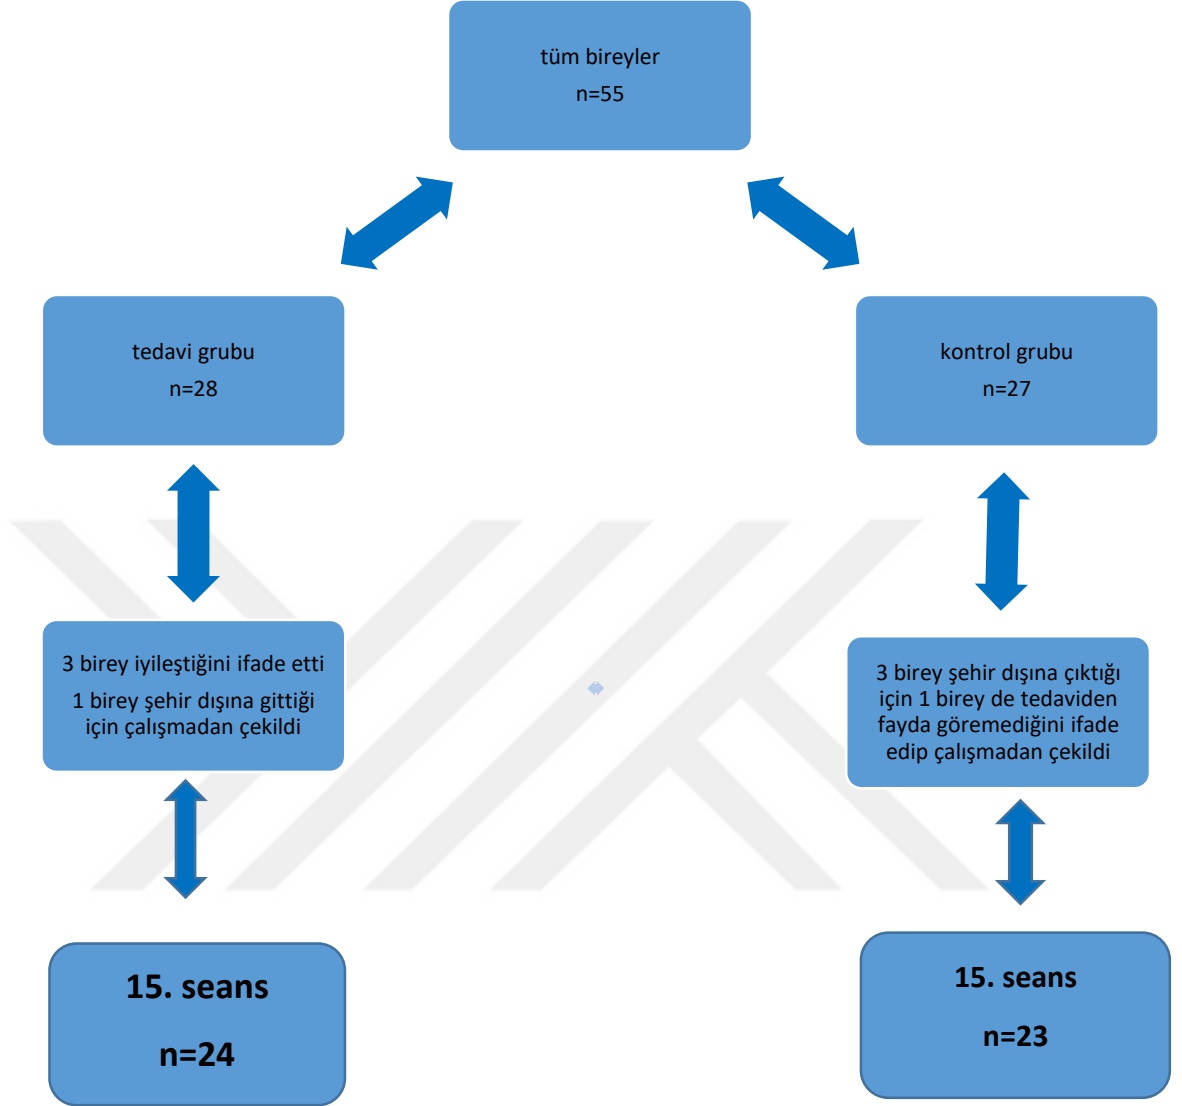 tüm bireyler
n=55
tedavi grubu
n=28
kontrol grubu
n=27
3 birey iyileştiğini ifade etti
1 birey şehir dışına gittiği
için çalışmadan çekildi
3 birey şehir dışına çıktığı
için 1 birey de tedaviden
fayda göremediğini ifade
edip çalışmadan çekildi
15. seans
n=24
15. seans
n=23